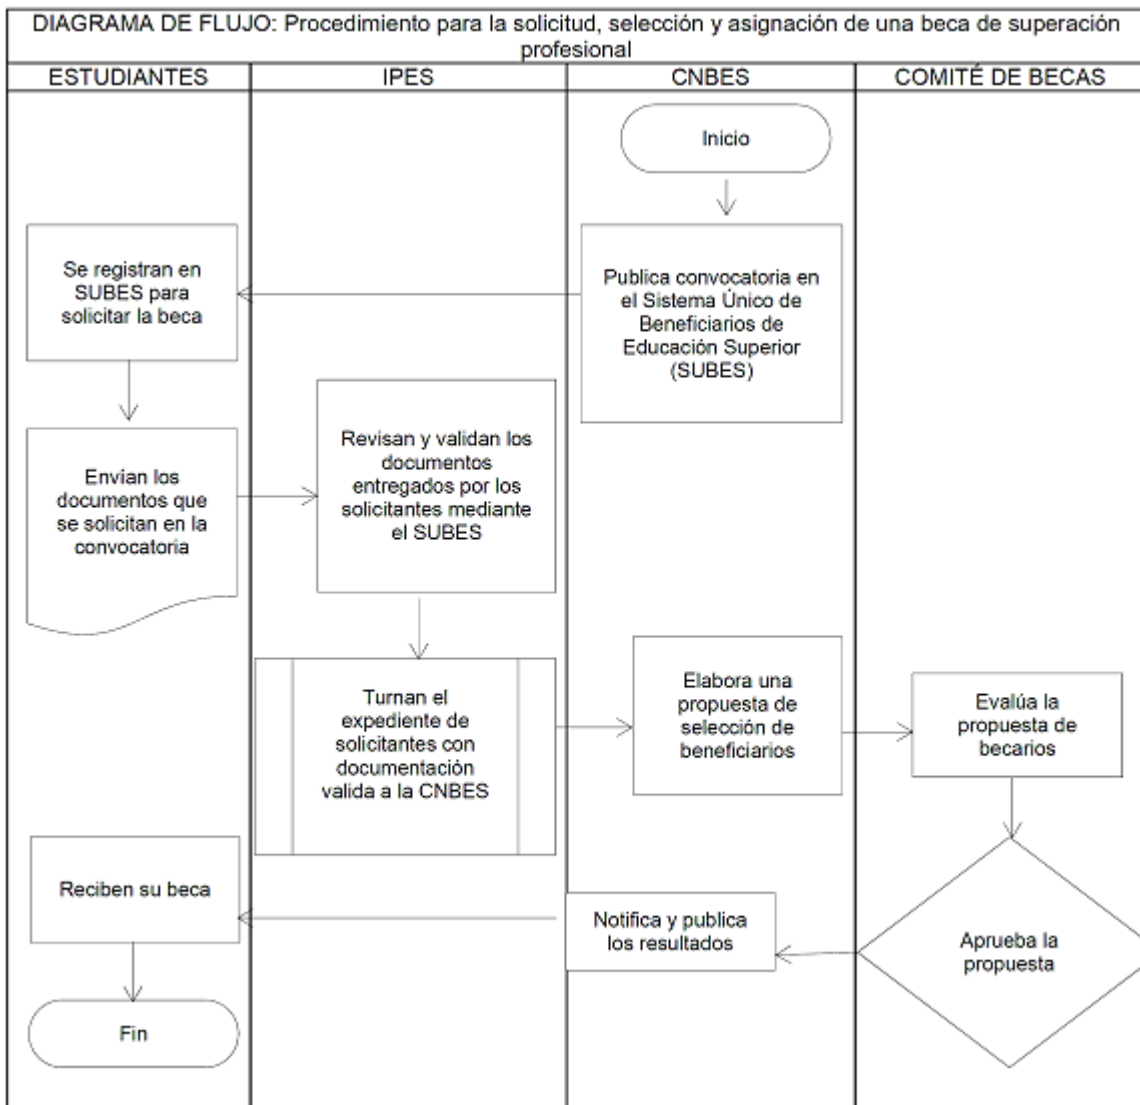 DIAGRAMA DE FLUJO: Procedimiento para la solicitud, selección y asignación de una beca de superación
profesional
ESTUDIANTES
IPES
CNBES
COMITÉ DE BECAS
Inicio
Publica convocatoria en
el Sistema Único de
Beneficiarios de
Educación Superior
(SUBES)
Se registran en
SUBES para
solicitar la beca
Envían los
documentos que
se solicitan en la
convocatoria
Revisan y validan los
documentos
entregados por los
solicitantes mediante
el SUBES
Turnan el
expediente de
solicitantes con
documentación
valida a la CNBES
Elabora una
propuesta de
selección de
beneficiarios
Evalúa la
propuesta de
becarios
Aprueba la
propuesta
Notifica y publica
los resultados
Reciben su beca
Fin